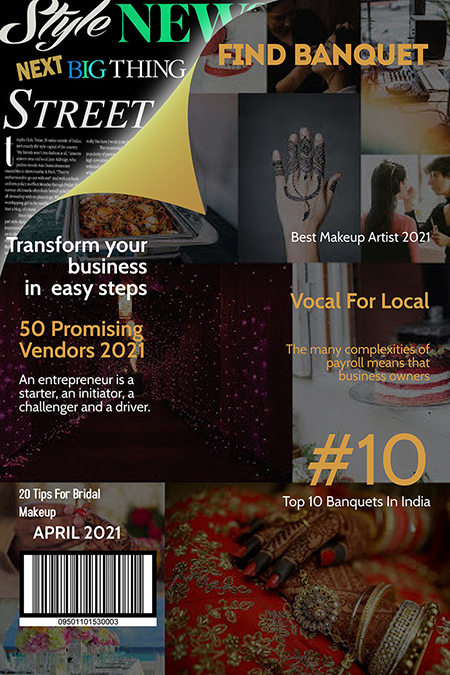 Style NEW
NEXT BIG THING
STREET
FIND BANQUET
Best Makeup Artist 2021
Transform your
business
in easy steps
50 Promising
Vendors 2021
An entrepreneur is a
starter, an initiator, a
challenger and a driver.
Vocal For Local
The many complexities of
payroll means that
business owners
#10
Top 10 Banquets In India
20 Tips For Bridal
Makeup
APRIL 2021
09501101530003